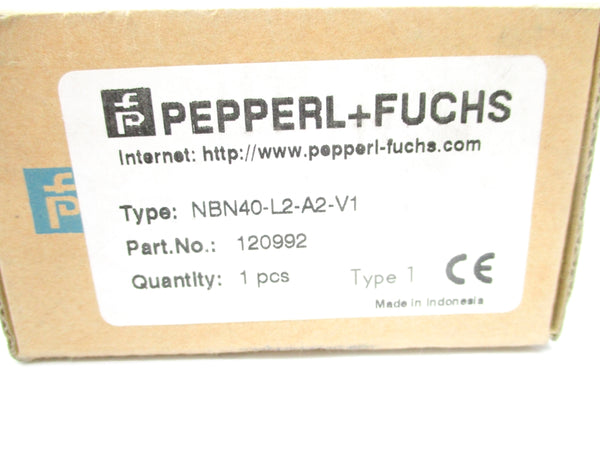 PEPPERL+FUCHS
Internet: http://www.pepperl-fuchs.com
Type: NBN40-L2-A2-V1
Part.No.: 120992
Quantity: 1 pcs Type 1 CE
Made in Indonesia